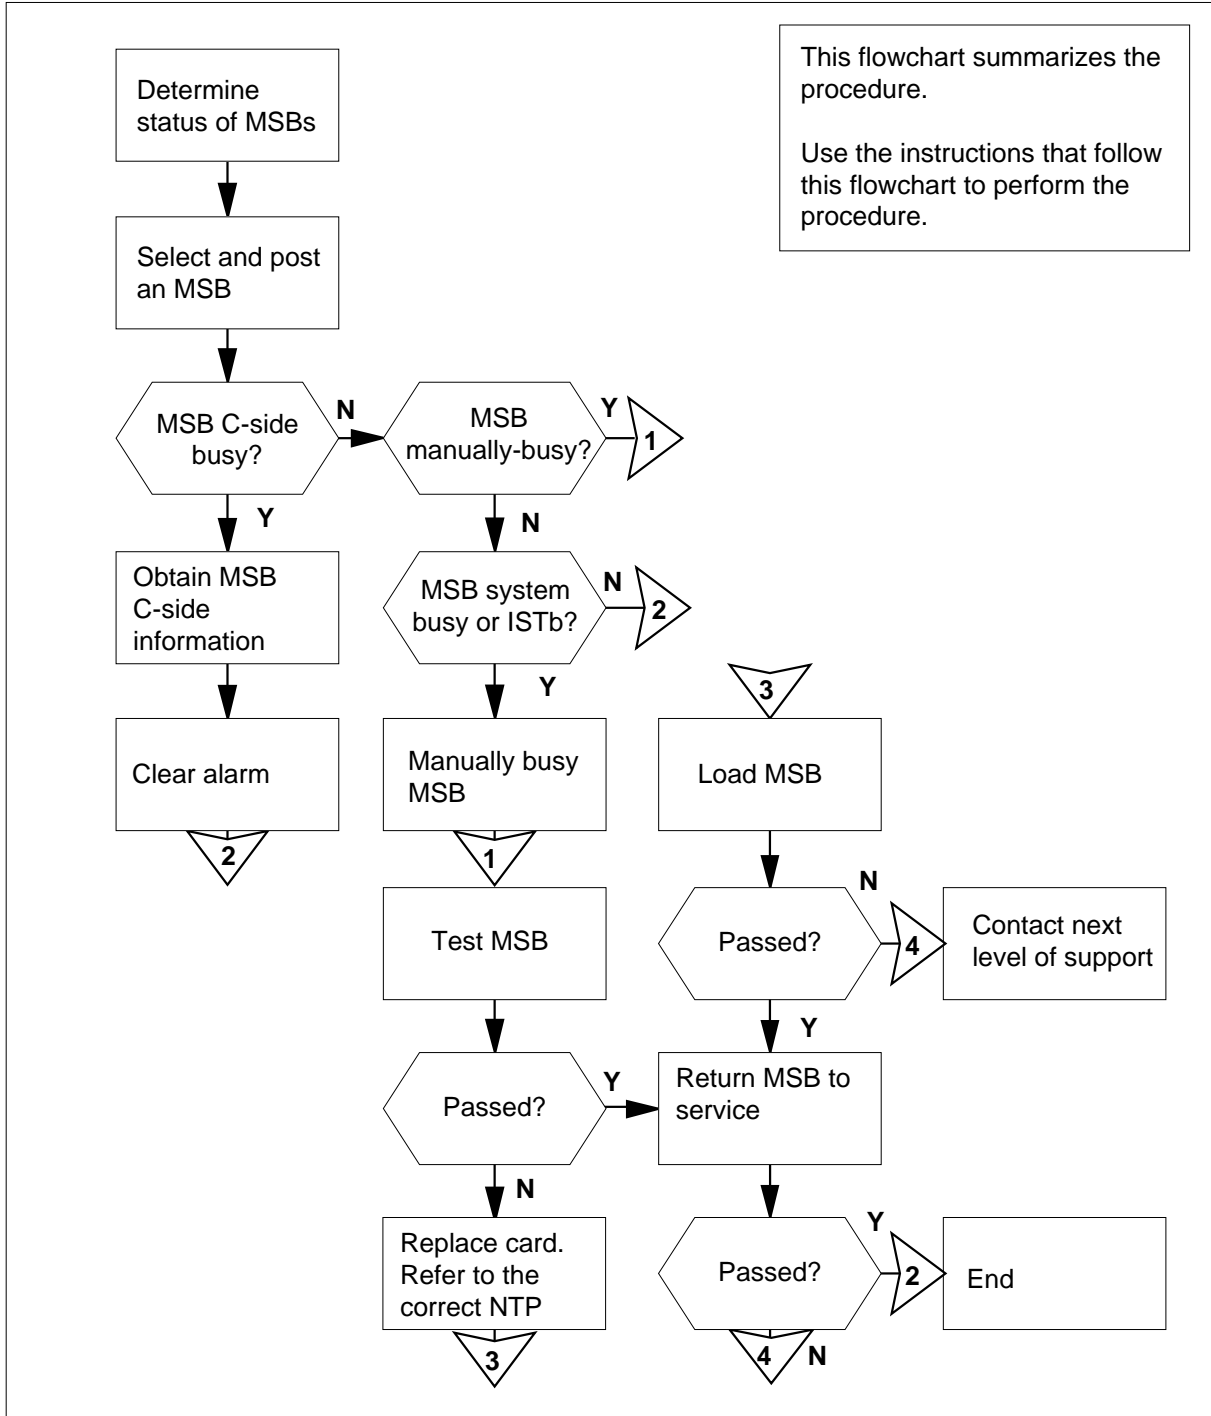 Determine
status of MSBs
This flowchart summarizes the
procedure.
Use the instructions that follow
this flowchart to perform the
procedure.
Select and post
an MSB
MSB C-side
busy?
N
MSB
manually-busy?
Y
1
Y
N
Obtain MSB
C-side
information
MSB system
busy or ISTb?
N
2
Y
3
Clear alarm
Manually busy
MSB
Load MSB
2
1
Test MSB
Passed?
N
4
Contact next
level of support
Y
Passed?
Y
Return MSB to
service
N
Replace card.
Refer to the
correct NTP
Passed?
Y
2
End
3
4
N